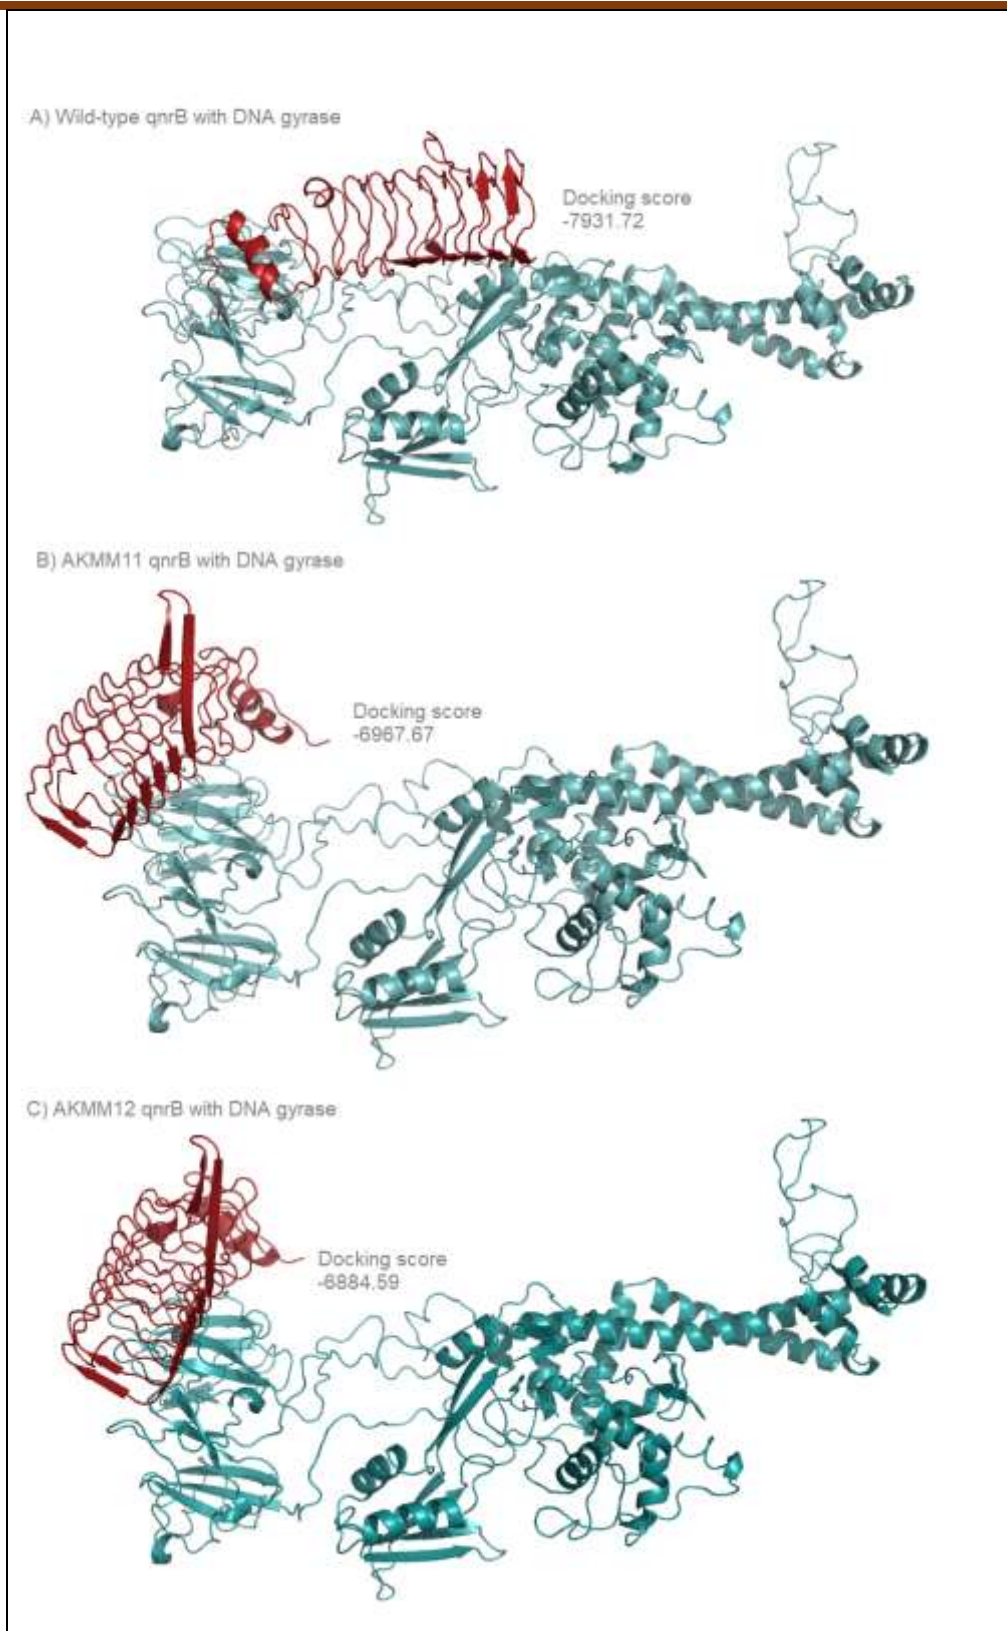 A) Wild-type qnrB with DNA gyrase
Docking score
-7931.72
B) AKMM11 qnrB with DNA gyrase
Docking score
-6967.67
C) AKMM12 qnrB with DNA gyrase
Docking score
-6884.59